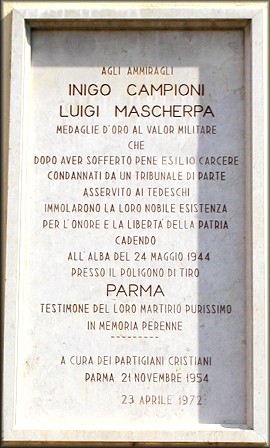 AGLI AMMIRAGLI
INIGO CAMPIONI
LUIGI MASCHERPA
MEDAGLIE D'ORO AL VALOR MILITARE
CHE
DOPO AVER SOFFERTO PENE ESILIO CARCERE
CONDANNATI DA UN TRIBUNALE DI PARTE
ASSERVITO AI TEDESCHI
IMMOLARONO LA LORO NOBILE ESISTENZA
PER L'ONORE E LA LIBERTA' DELLA PATRIA
CADENDO
ALL'ALBA DEL 24 MAGGIO 1944
PRESSO IL POLIGONO DI TIRO
PARMA
TESTIMONE DEL LORO MARTIRIO PURISSIMO
IN MEMORIA PERENNE
---------
A CURA DEI PARTIGIANI CRISTIANI
PARMA 21 NOVEMBRE 1954
23 APRILE 1972